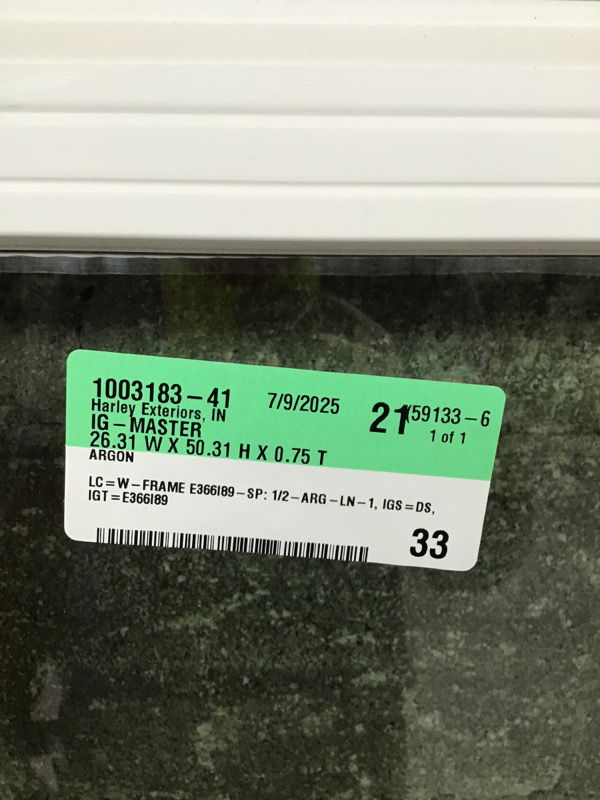 1003183-41 7/9/2025 21 (59133-6
Harley Exteriors, IN 1 of 1
IG-MASTER
26.31 W X 50.31 H X 0.75 T
ARGON
LC=W-FRAME E366I89-SP: 1/2-ARG-LN-1, IGS=DS,
IGT=E366I89
33